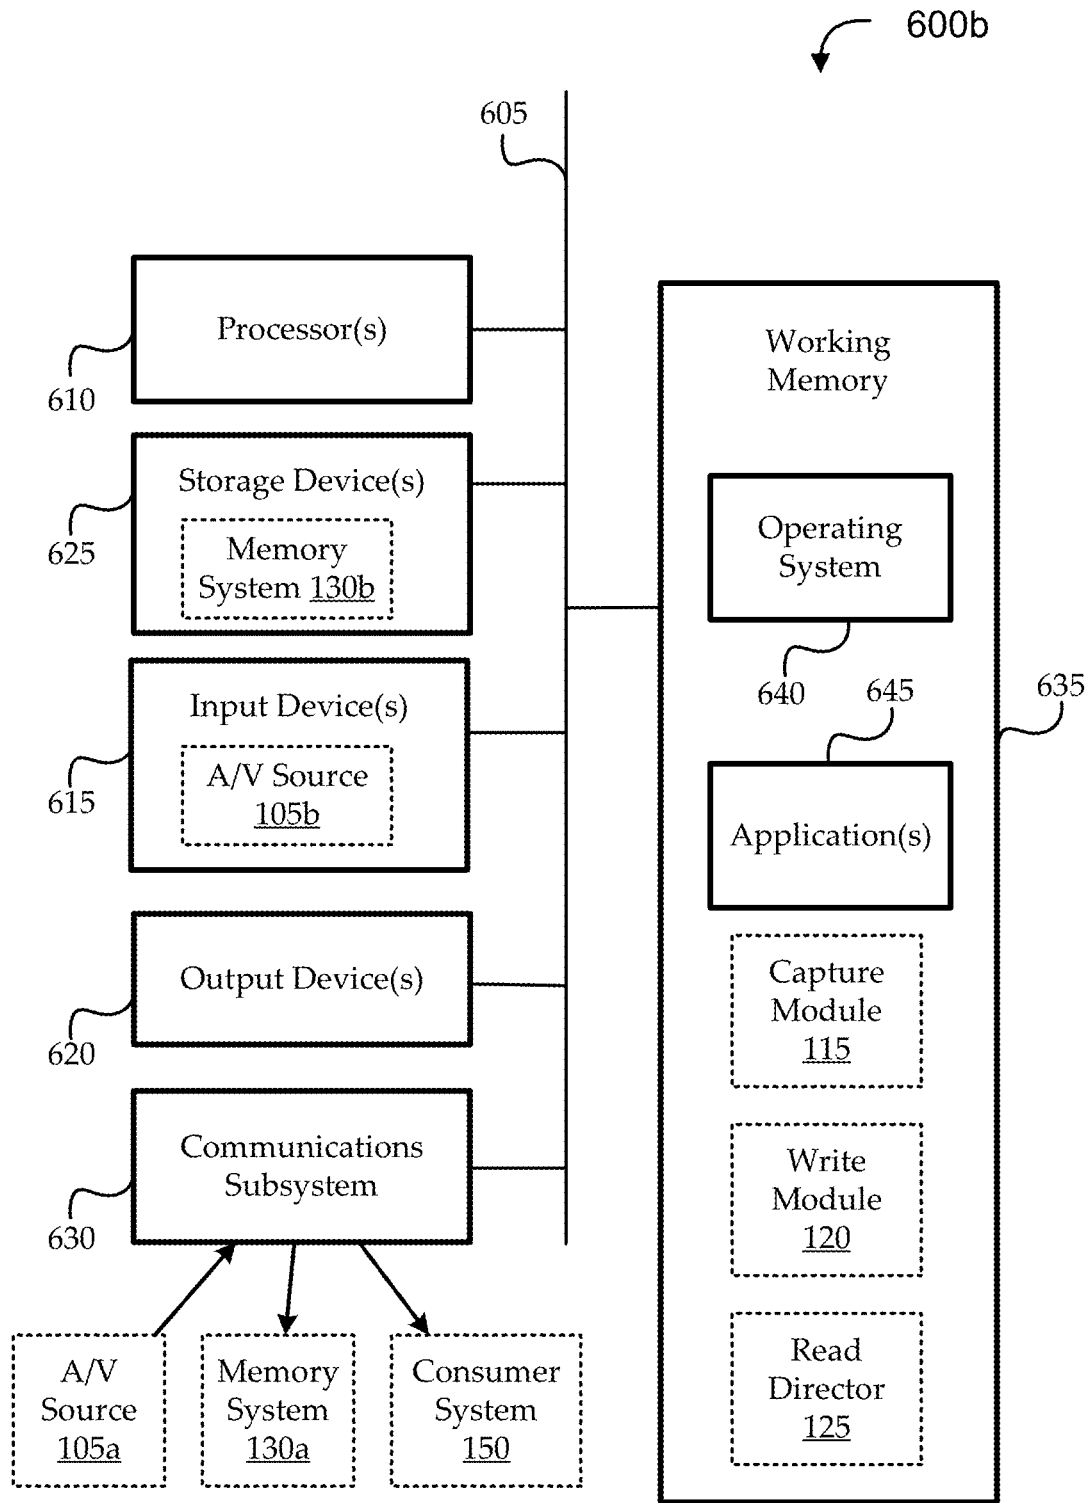 600b
605
Processor(s)
610
Storage Device(s)
Memory
System 130b
625
Input Device(s)
A/V Source
105b
615
Output Device(s)
620
Communications
Subsystem
630
A/V
Source
105a
Memory
System
130a
Consumer
System
150
Working
Memory
Operating
System
640
645
635
Application(s)
Capture
Module
115
Write
Module
120
Read
Director
125